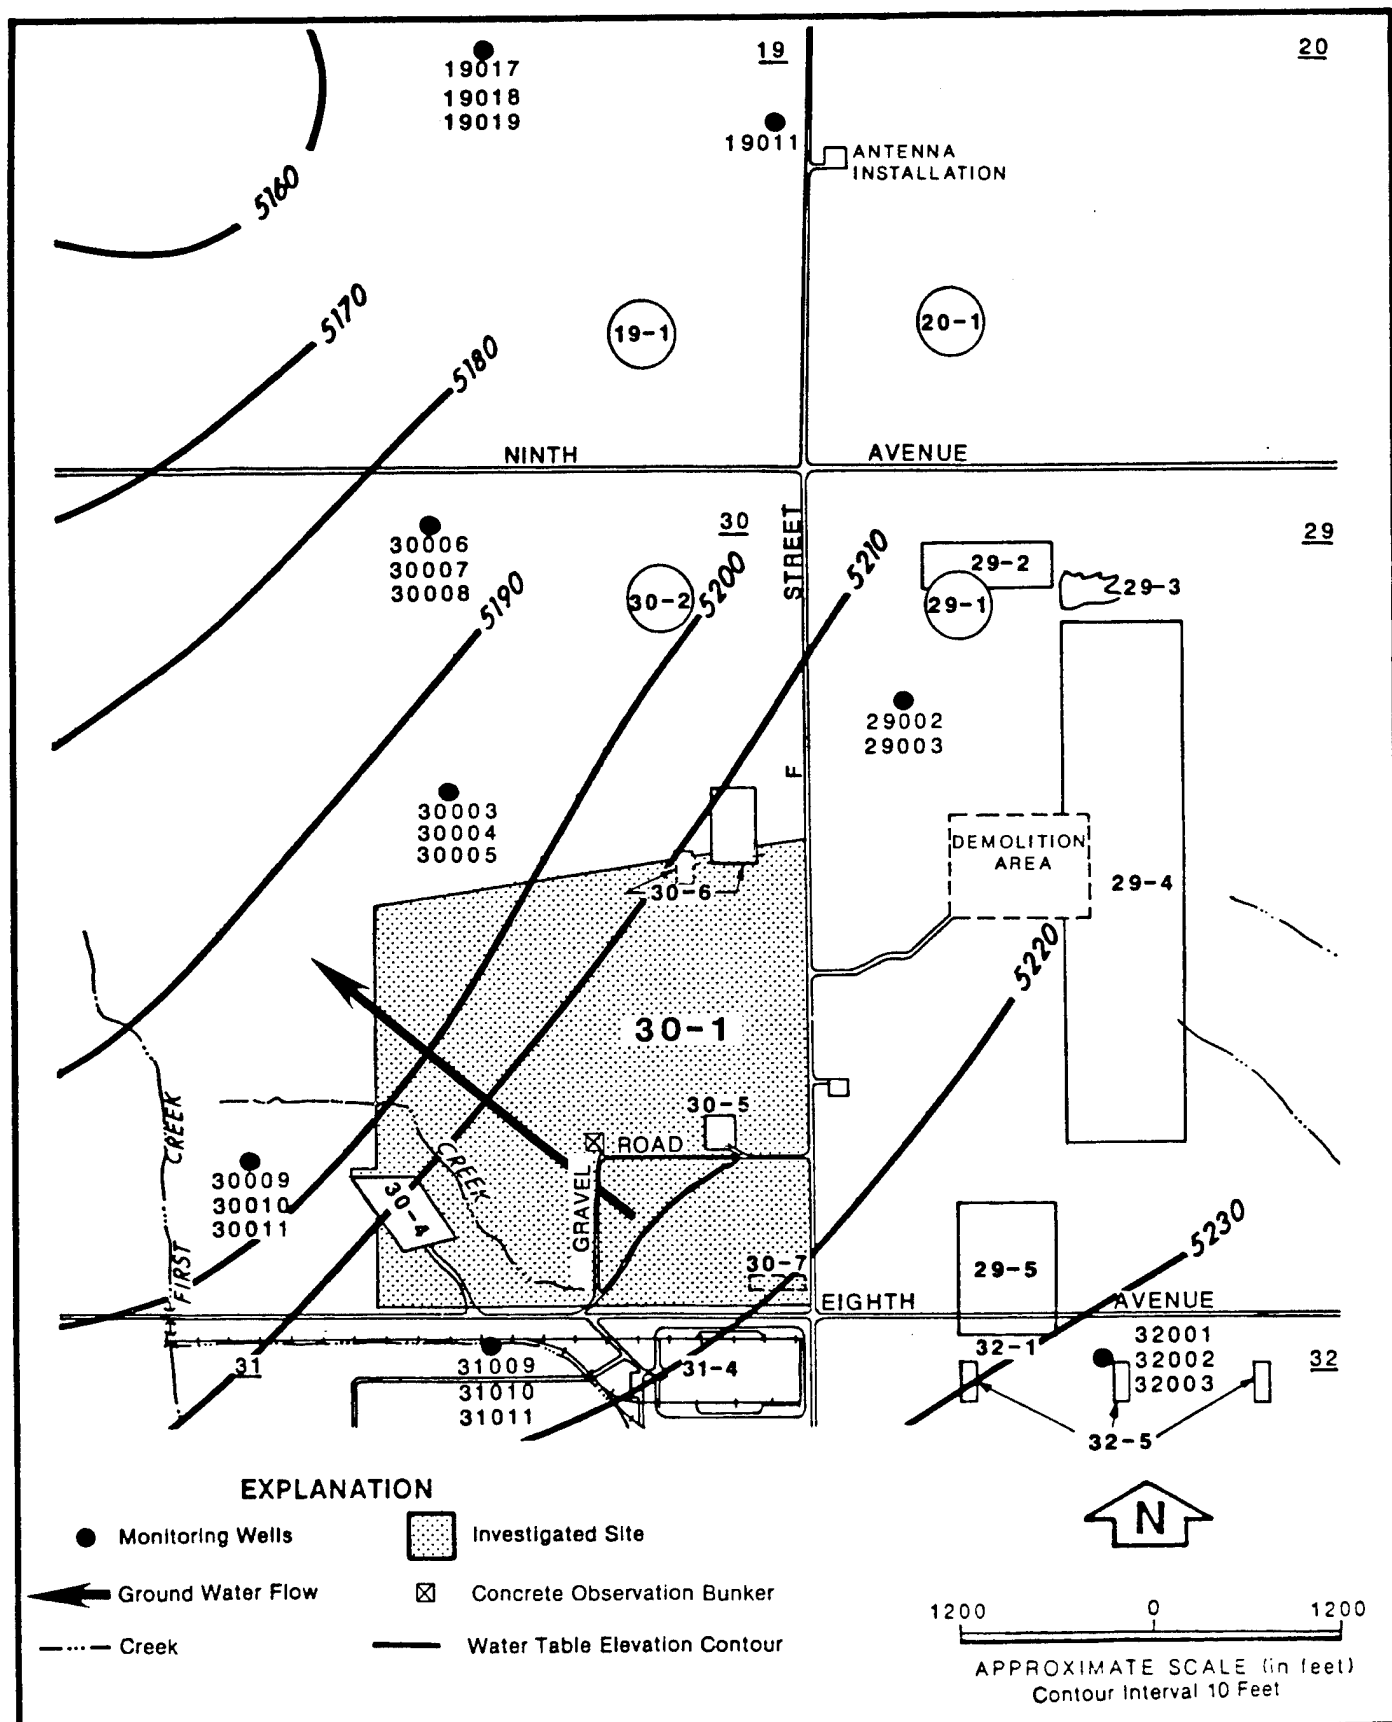 19
20
19017
19018
19019
19011
ANTENNA
INSTALLATION
5160
5170
19-1
20-1
5180
NINTH AVENUE
30
29
30006
30007
30008
STREET
F
5210
29-2
29-3
29-1
30-2
5200
5190
29002
29003
30003
30004
30005
DEMOLITION
AREA
29-4
30-6
5220
30-1
30-5
CREEK
FIRST
CREEK
ROAD
GRAVEL
30009
30010
30011
30-4
30-7
29-5
5230
EIGHTH AVENUE
31
31009
31010
31011
31-4
32-1
32001
32002
32003
32
32-5
EXPLANATION
Monitoring Wells
Investigated Site
Ground Water Flow
Concrete Observation Bunker
Creek
Water Table Elevation Contour
N
1200 0 1200
APPROXIMATE SCALE (in feet)
Contour Interval 10 Feet